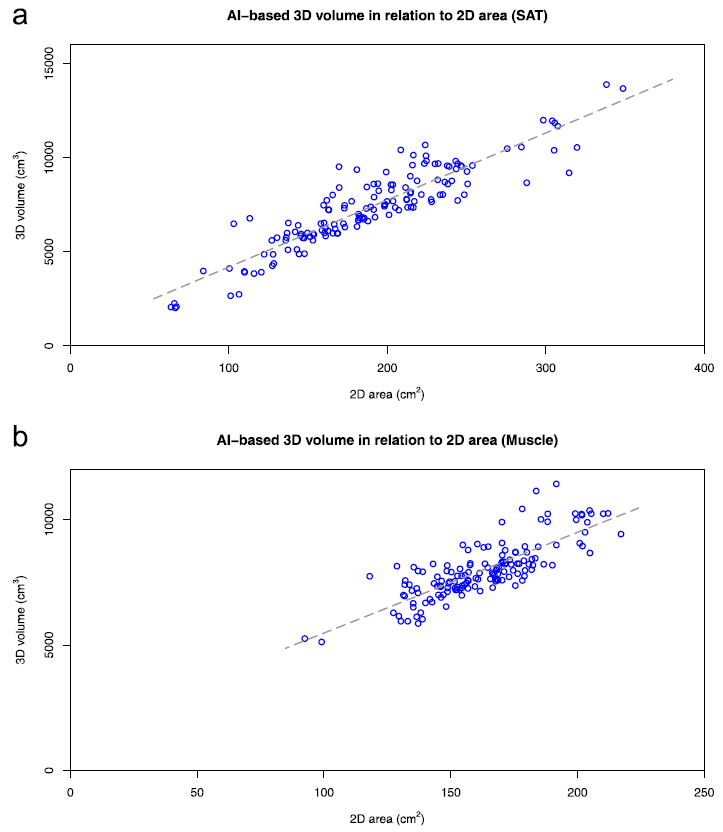 a
AI-based 3D volume in relation to 2D area (SAT)
15000
10000
5000
0
3D volume (cm³)
0 100 200 300 400
2D area (cm²)
b
AI-based 3D volume in relation to 2D area (Muscle)
10000
5000
0
3D volume (cm³)
0 50 100 150 200 250
2D area (cm²)